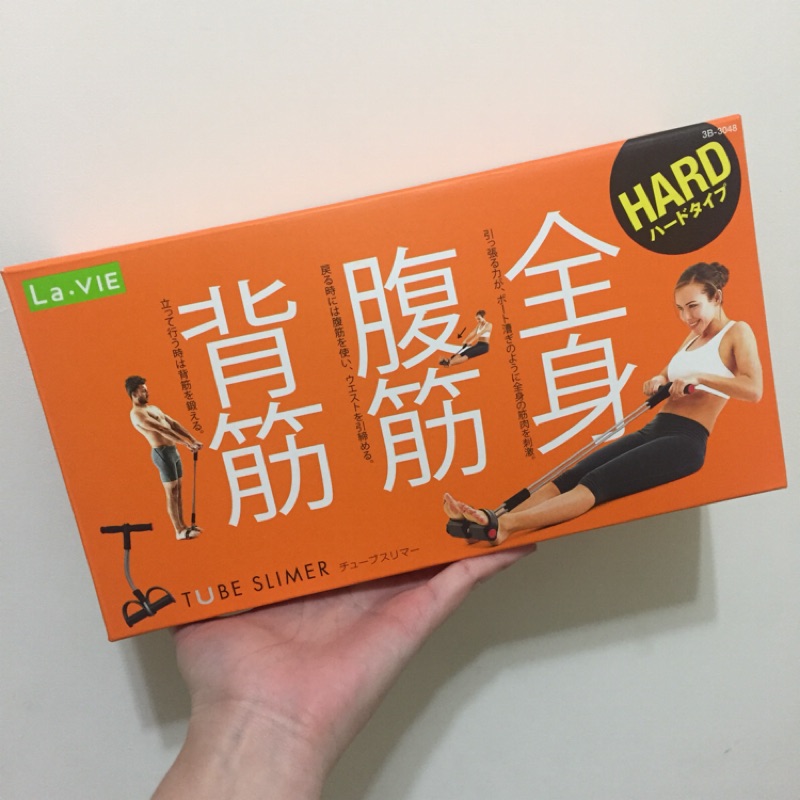 3B-3048
HARD
ハードタイプ
La・VIE
全身
引っ張る力が、ボート漕ぎのように全身の筋肉を刺激。
腹筋
戻る時には腹筋を使い、ウエストを引締める。
背筋
立って行う時は背筋を鍛える。
TUBE SLIMER チューブスリマー